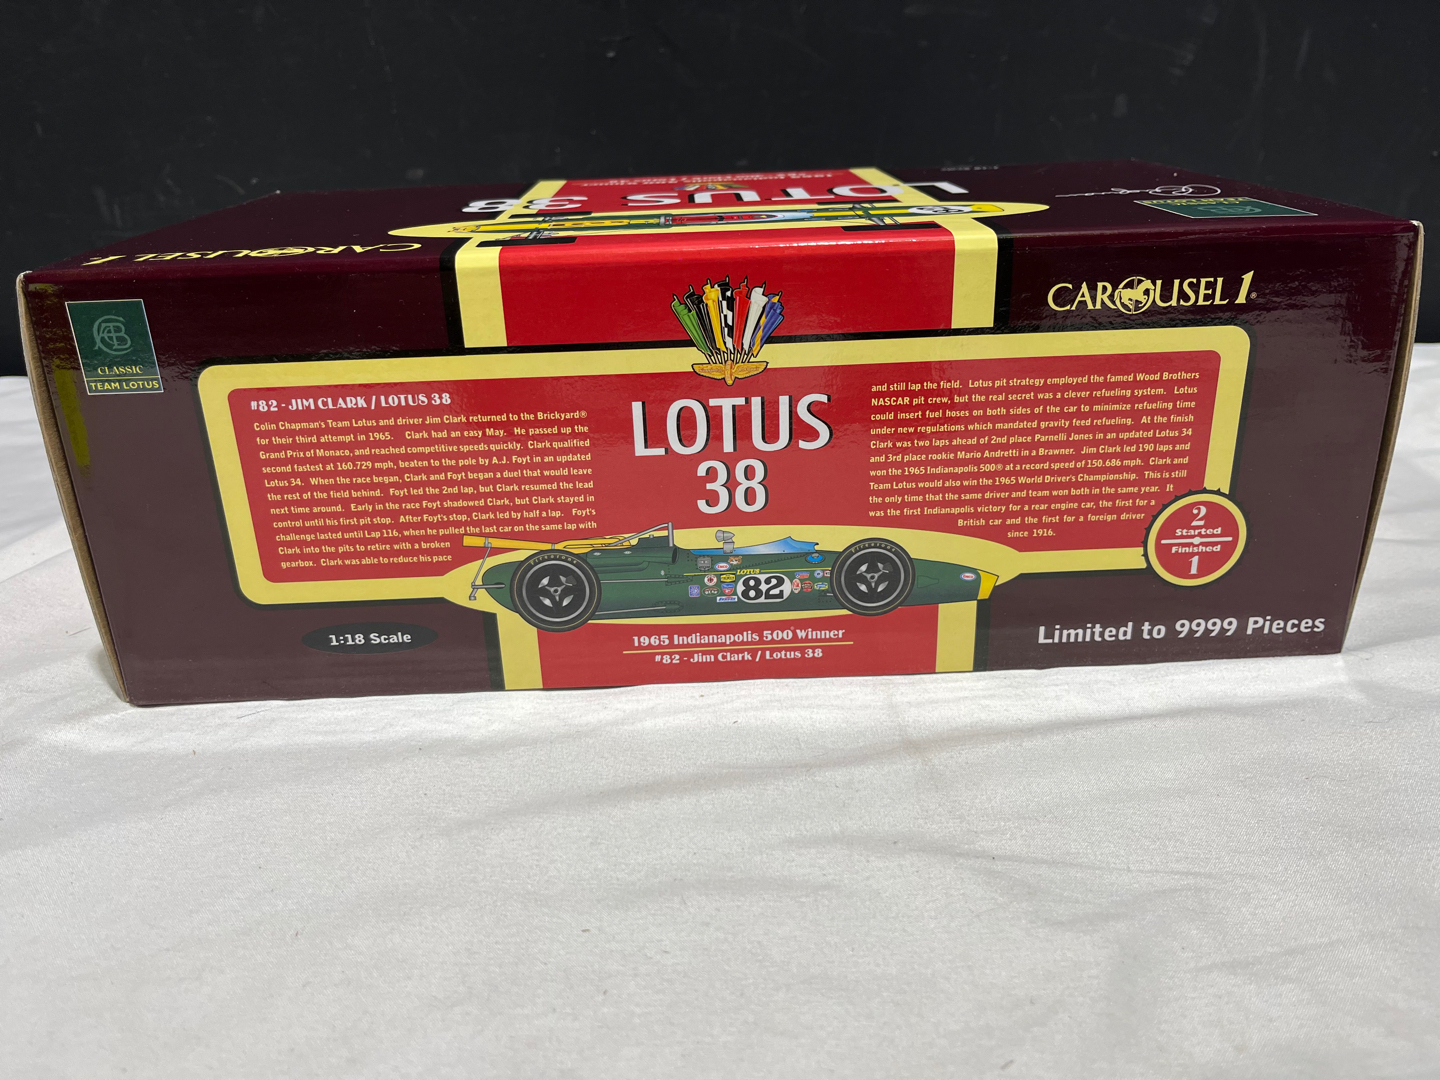 LOTUS 38
CAROUSEL 1
CLASSIC
TEAM LOTUS
CAROUSEL 1®
#82 - JIM CLARK / LOTUS 38
Colin Chapman's Team Lotus and driver Jim Clark returned to the Brickyard®
for their third attempt in 1965. Clark had an easy May. He passed up the
Grand Prix of Monaco, and reached competitive speeds quickly. Clark qualified
second fastest at 160.729 mph, beaten to the pole by A.J. Foyt in an updated
Lotus 34. When the race began, Clark and Foyt began a duel that would leave
the rest of the field behind. Foyt led the 2nd lap, but Clark resumed the lead
next time around. Early in the race Foyt shadowed Clark, but Clark stayed in
control until his first pit stop. After Foyt's stop, Clark led by half a lap. Foyt's
challenge lasted until Lap 116, when he pulled the last car on the same lap with
Clark into the pits to retire with a broken
gearbox. Clark was able to reduce his pace
LOTUS
38
and still lap the field. Lotus pit strategy employed the famed Wood Brothers
NASCAR pit crew, but the real secret was a clever refueling system. Lotus
could insert fuel hoses on both sides of the car to minimize refueling time
under new regulations which mandated gravity feed refueling. At the finish
Clark was two laps ahead of 2nd place Parnelli Jones in an updated Lotus 34
and 3rd place rookie Mario Andretti in a Brawner. Jim Clark led 190 laps and
won the 1965 Indianapolis 500® at a record speed of 150.686 mph. Clark and
Team Lotus would also win the 1965 World Driver's Championship. This is still
the only time that the same driver and team won both in the same year. It
was the first Indianapolis victory for a rear engine car, the first for a
British car and the first for a foreign driver
since 1916.
2
Started
Finished
1
Firestone
LOTUS
82
Firestone
1:18 Scale
1965 Indianapolis 500® Winner
#82 - Jim Clark / Lotus 38
Limited to 9999 Pieces